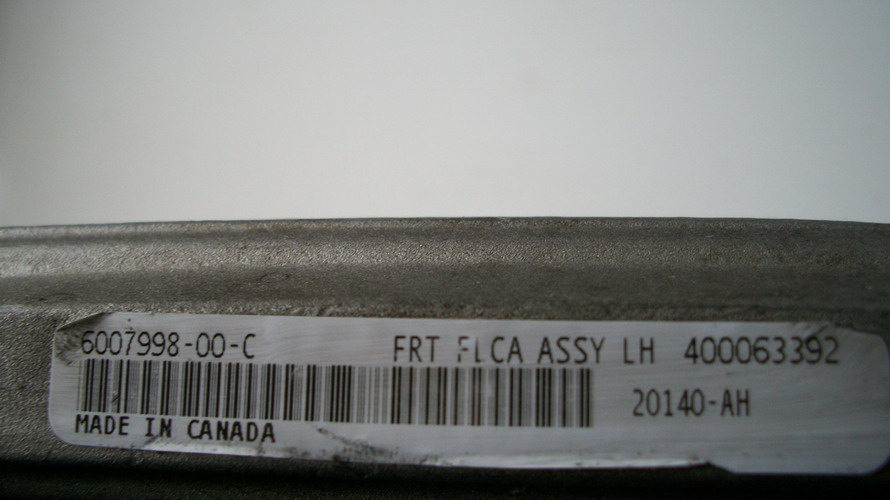 6007998-00-C FRT FLCA ASSY LH 400063392
20140-AH
MADE IN CANADA